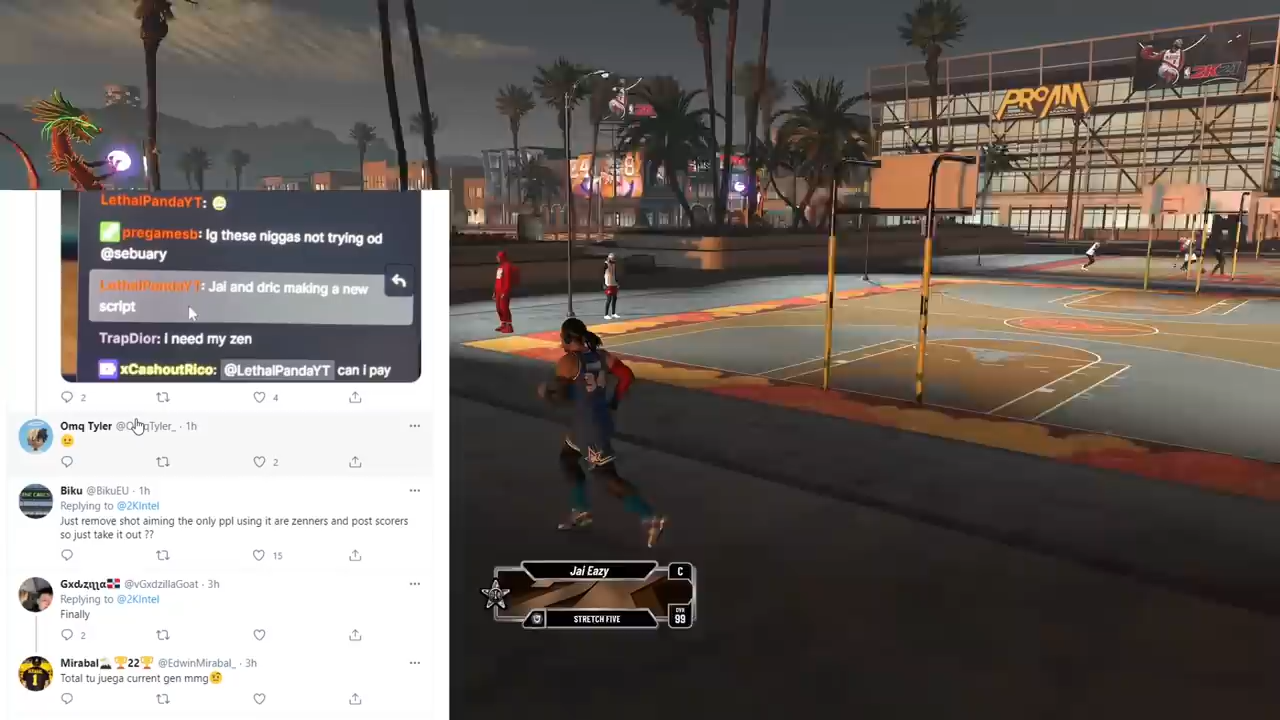 PROAM
2K21
LethalPandaYT:
pregamesb: Ig these niggas not trying od
@sebuary
LethalPandaYT: Jai and dric making a new
script
TrapDior: I need my zen
xCashoutRico: @LethalPandaYT can i pay
2
4
Omq Tyler · 1h
😐
2
Biku @BikuEU · 1h
Replying to @2KIntel
Just remove shot aiming the only ppl using it are zenners and post scorers
so just take it out ??
15
@vGxdzillaGoat · 3h
Replying to @2KIntel
Finally
2
Mirabal🏆22🏆 @EdwinMirabal_ · 3h
Total tu juega current gen mmg
Jai Eazy
C
STRETCH FIVE
OVR
99